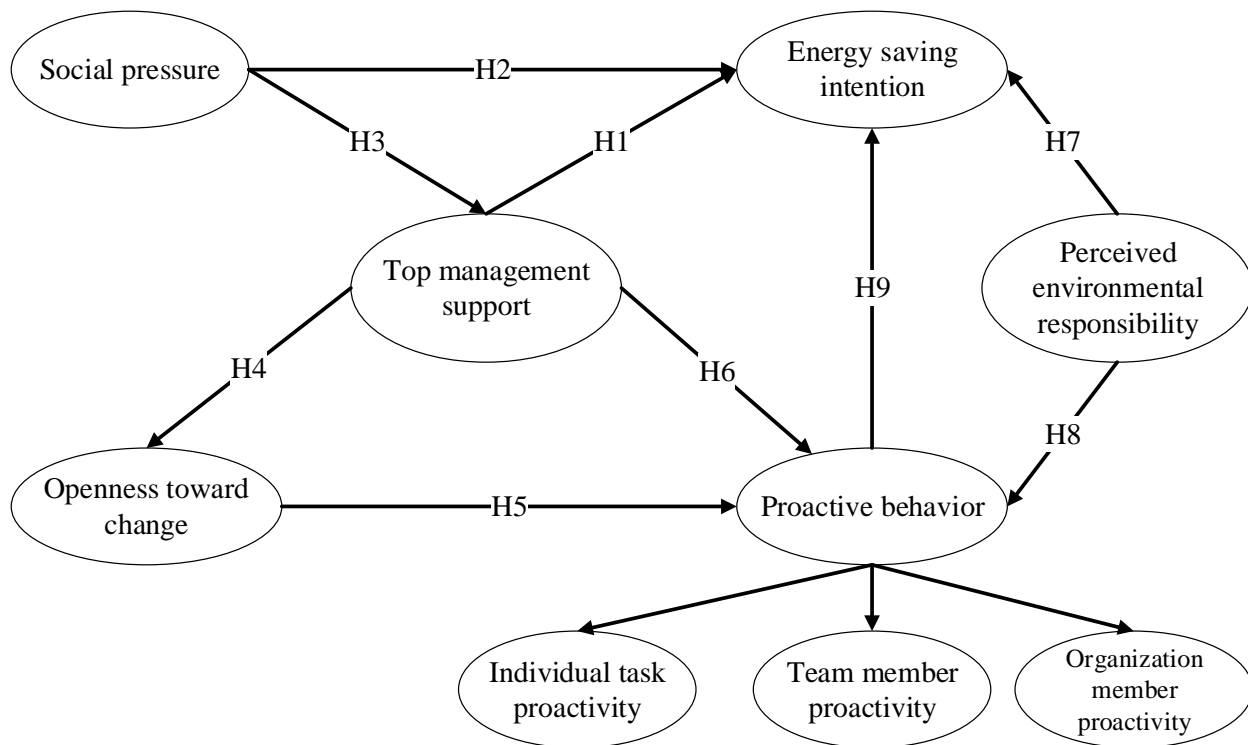 Social pressure
H2
Energy saving
intention
H3
H1
H7
Top management
support
H9
Perceived
environmental
responsibility
H4
H6
H8
Openness toward
change
H5
Proactive behavior
Individual task
proactivity
Team member
proactivity
Organization
member
proactivity